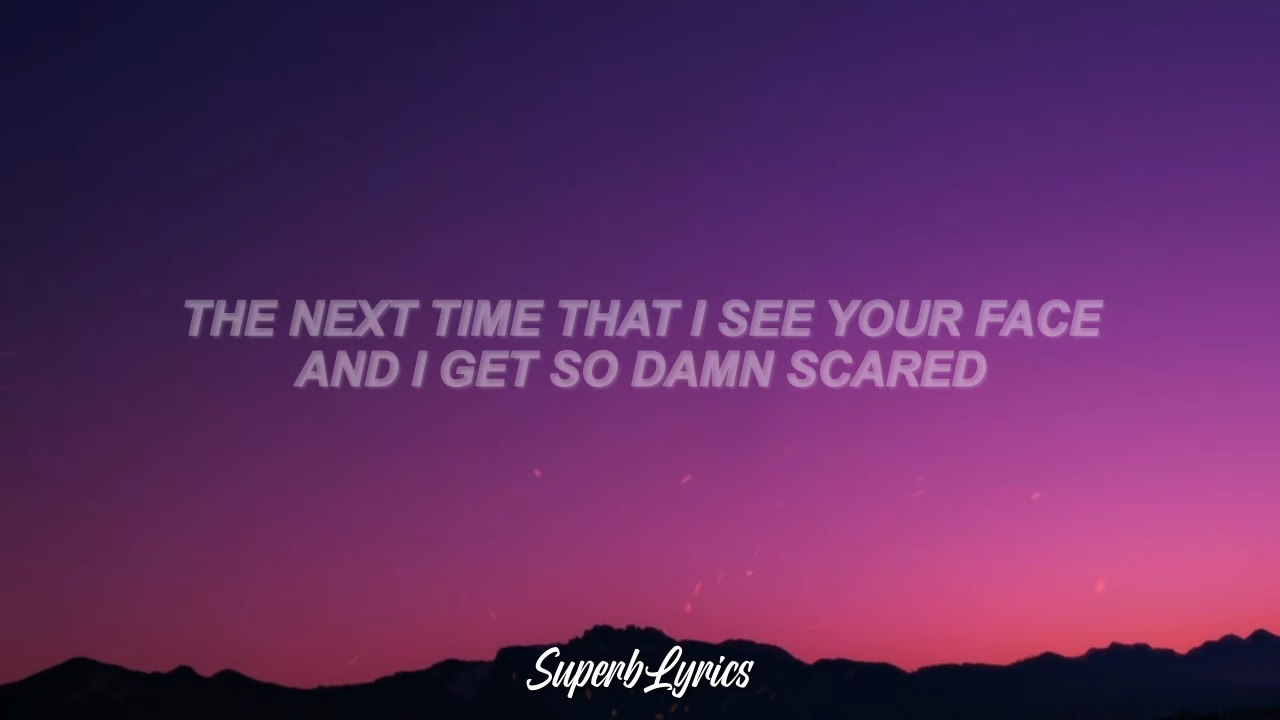 THE NEXT TIME THAT I SEE YOUR FACE
AND I GET SO DAMN SCARED
SuperbLyrics